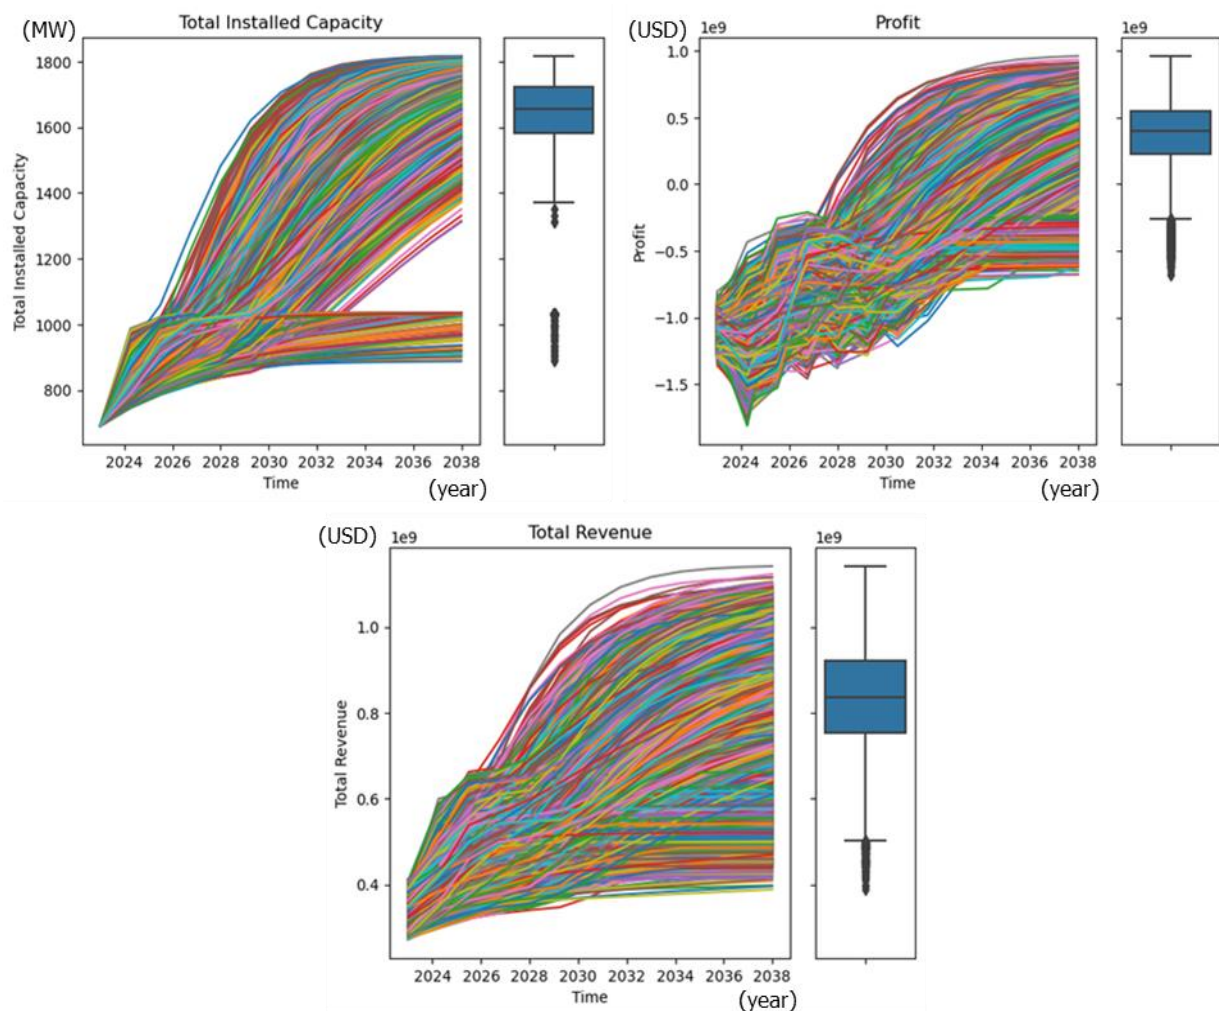 Total Installed Capacity
(MW)
Total Installed Capacity
1800
1600
1400
1200
1000
800
2024 2026 2028 2030 2032 2034 2036 2038
Time
(year)
Profit
(USD)
1e9
1e9
Profit
1.0
0.5
0.0
−0.5
−1.0
−1.5
2024 2026 2028 2030 2032 2034 2036 2038
Time
(year)
Total Revenue
(USD)
1e9
1e9
Total Revenue
1.0
0.8
0.6
0.4
2024 2026 2028 2030 2032 2034 2036 2038
Time
(year)